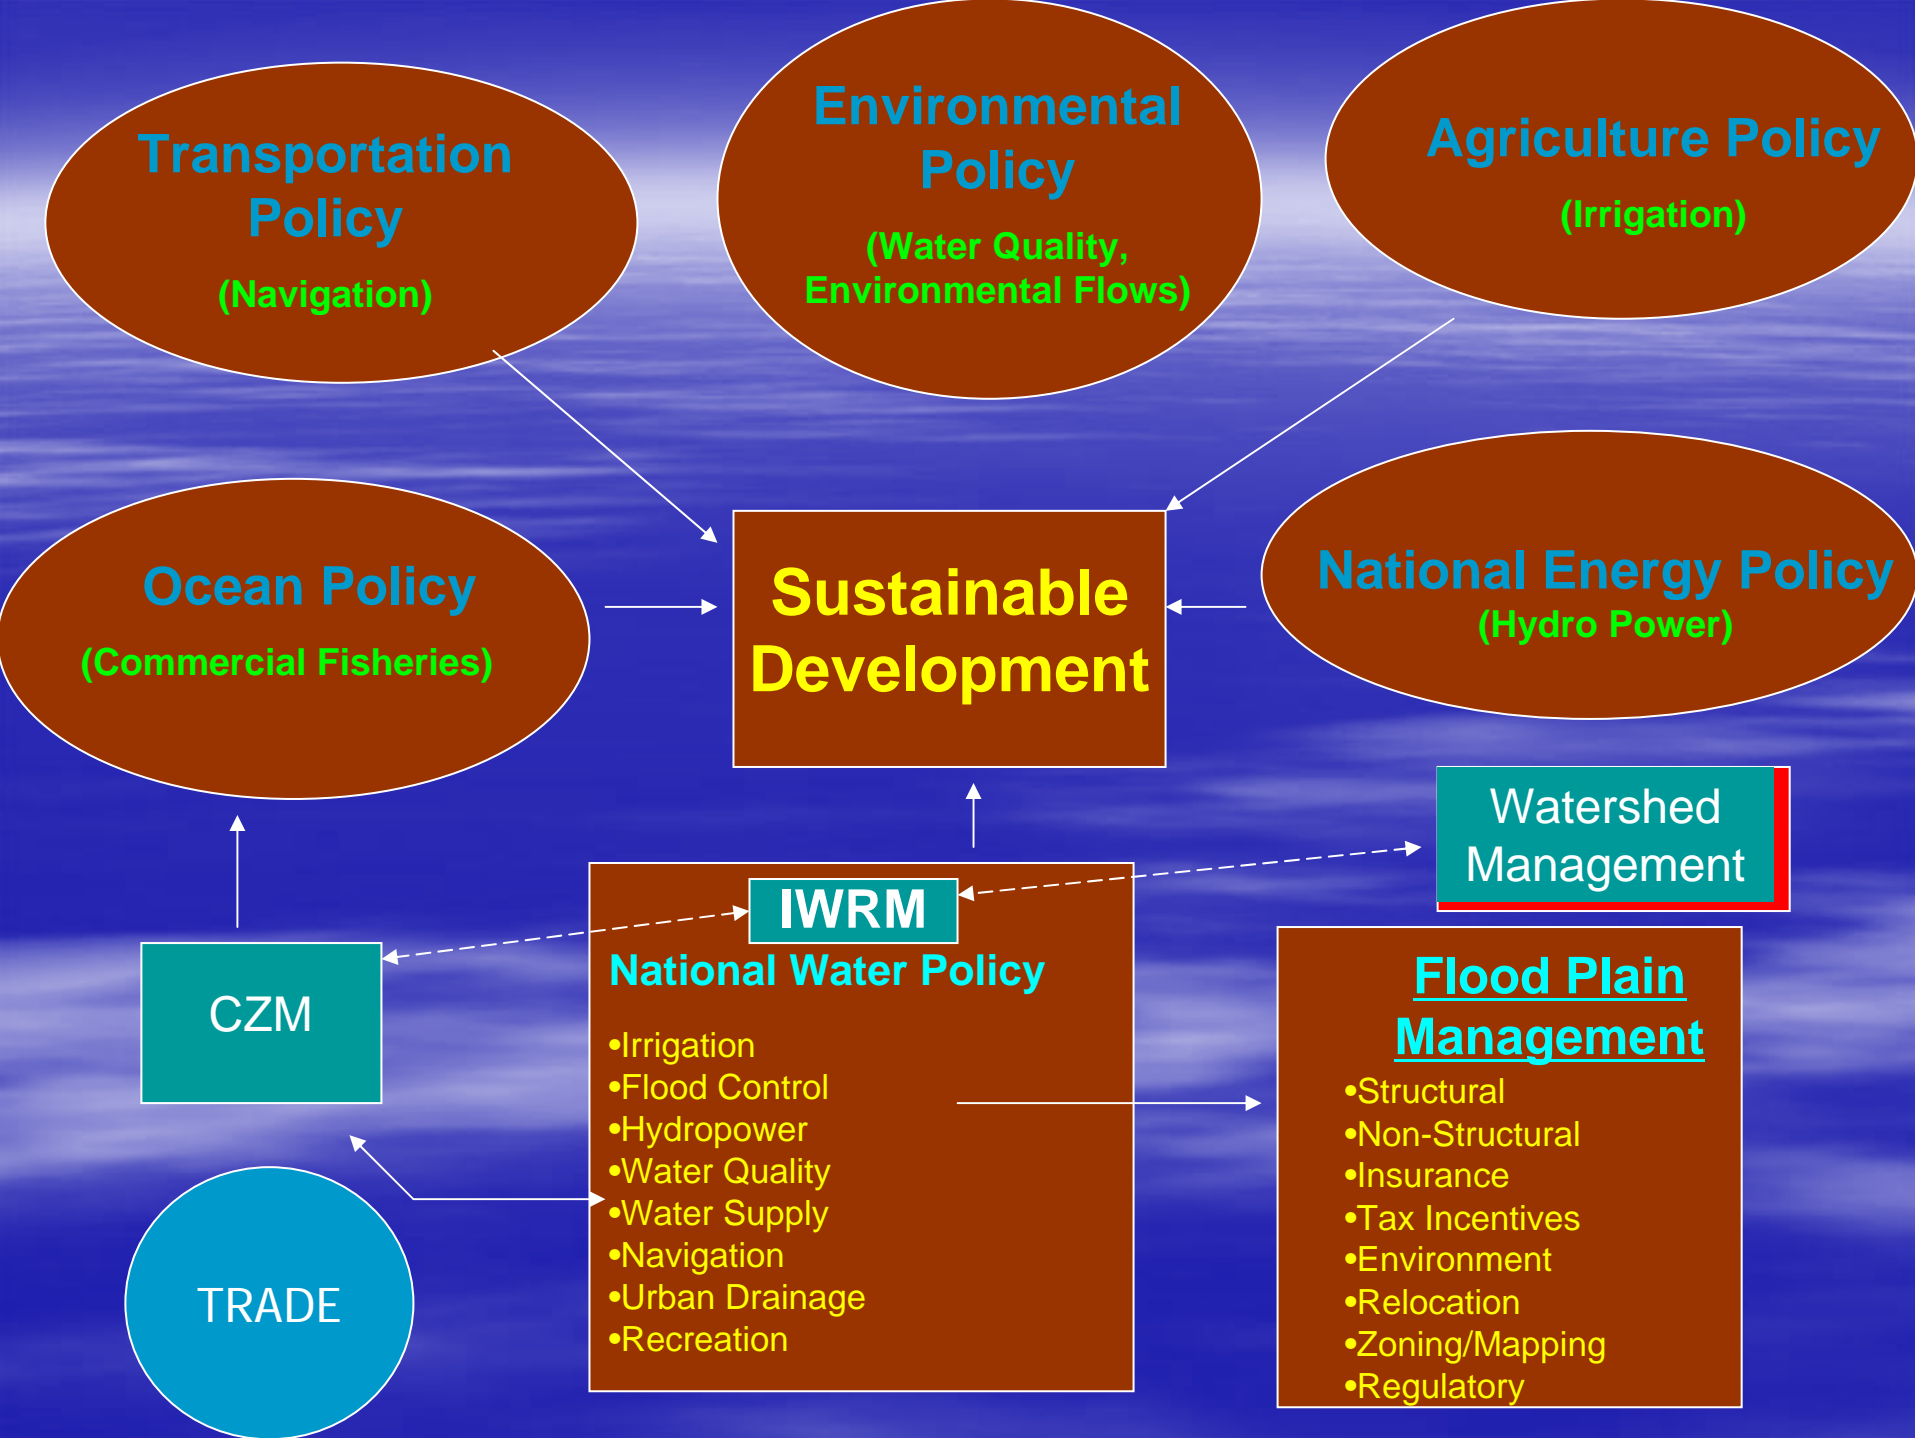 Transportation
Policy
(Navigation)
Environmental
Policy
(Water Quality,
Environmental Flows)
Agriculture Policy
(Irrigation)
Ocean Policy
(Commercial Fisheries)
Sustainable
Development
National Energy Policy
(Hydro Power)
Watershed
Management
CZM
IWRM
National Water Policy
•Irrigation
•Flood Control
•Hydropower
•Water Quality
•Water Supply
•Navigation
•Urban Drainage
•Recreation
Flood Plain
Management
•Structural
•Non-Structural
•Insurance
•Tax Incentives
•Environment
•Relocation
•Zoning/Mapping
•Regulatory
TRADE